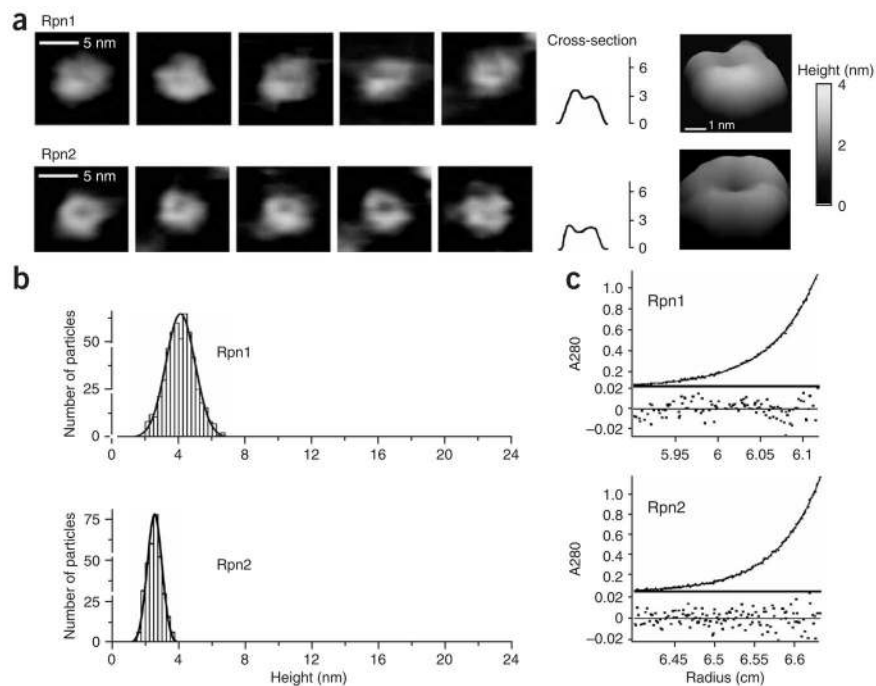 a
Rpn1
5 nm
Cross-section
6
3
0
1 nm
Height (nm)
4
2
0
Rpn2
5 nm
6
3
0
b
Number of particles
50
25
0
Rpn1
0 4 8 12 16 20 24
Number of particles
75
50
25
0
Rpn2
0 4 8 12 16 20 24
Height (nm)
c
Rpn1
A280
1.0
0.8
0.6
0.4
0.2
0.02
0
−0.02
5.95 6 6.05 6.1
Rpn2
A280
1.0
0.8
0.6
0.4
0.2
0.02
0
−0.02
6.45 6.5 6.55 6.6
Radius (cm)